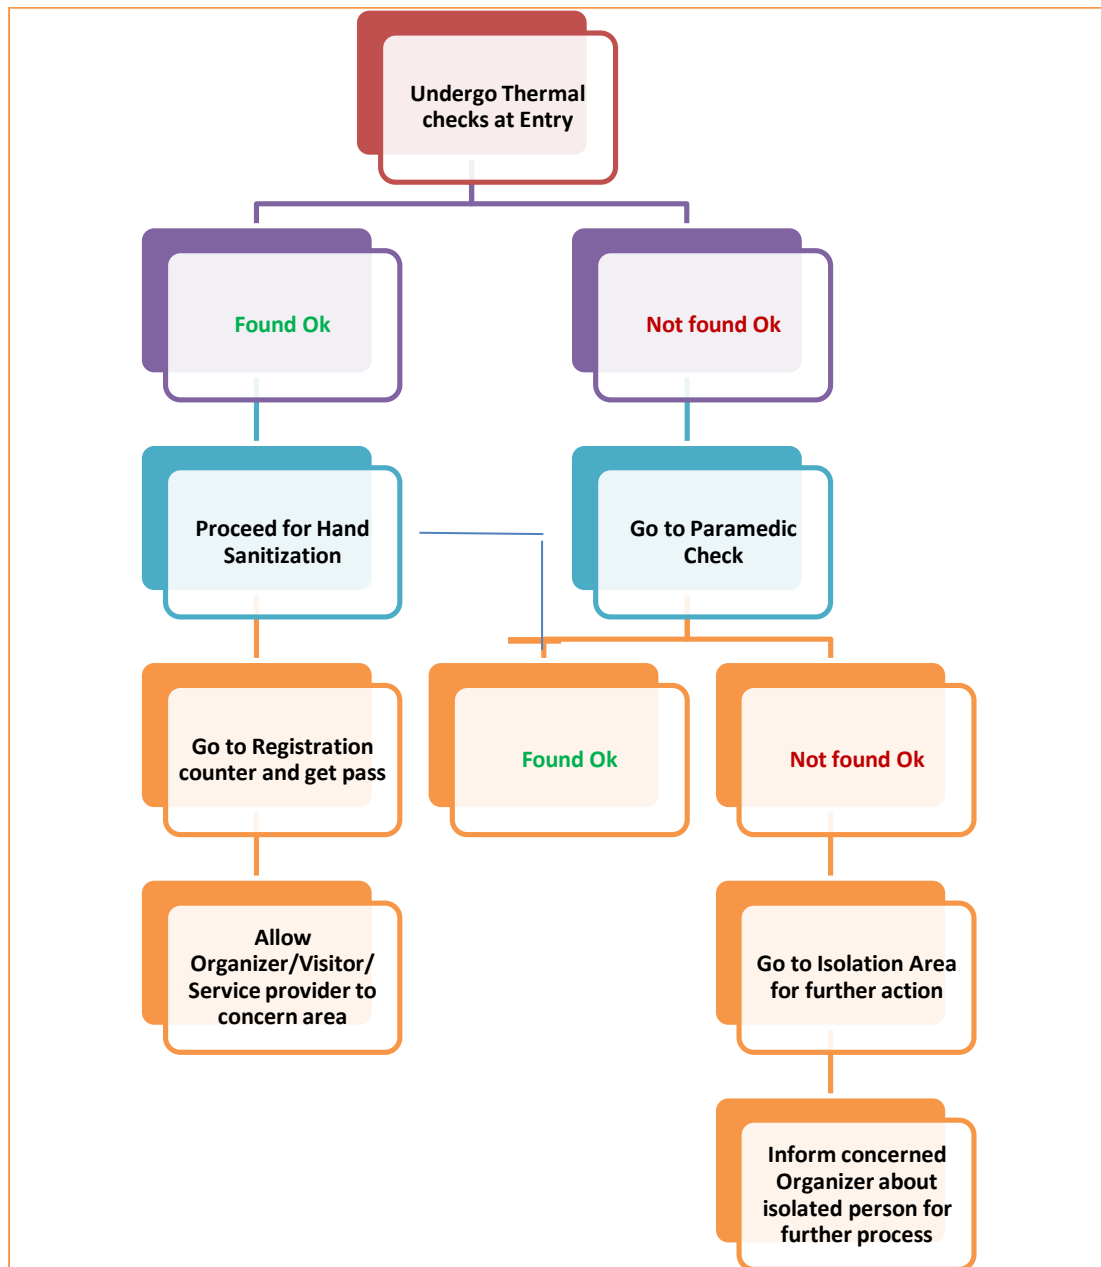 Undergo Thermal
checks at Entry
Found Ok
Not found Ok
Proceed for Hand
Sanitization
Go to Paramedic
Check
Go to Registration
counter and get pass
Found Ok
Not found Ok
Allow
Organizer/Visitor/
Service provider to
concern area
Go to Isolation Area
for further action
Inform concerned
Organizer about
isolated person for
further process